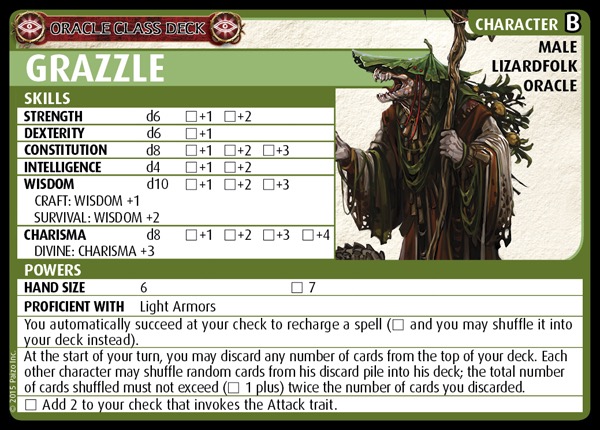 ORACLE CLASS DECK
CHARACTER B
MALE
LIZARDFOLK
ORACLE
GRAZZLE
SKILLS
STRENGTH d6 ☐+1 ☐+2
DEXTERITY d6 ☐+1
CONSTITUTION d8 ☐+1 ☐+2 ☐+3
INTELLIGENCE d4 ☐+1 ☐+2
WISDOM d10 ☐+1 ☐+2 ☐+3
CRAFT: WISDOM +1
SURVIVAL: WISDOM +2
CHARISMA d8 ☐+1 ☐+2 ☐+3 ☐+4
DIVINE: CHARISMA +3
POWERS
HAND SIZE 6 ☐ 7
PROFICIENT WITH Light Armors
You automatically succeed at your check to recharge a spell (☐ and you may shuffle it into
your deck instead).
At the start of your turn, you may discard any number of cards from the top of your deck. Each
other character may shuffle random cards from his discard pile into his deck; the total number
of cards shuffled must not exceed (☐ 1 plus) twice the number of cards you discarded.
☐ Add 2 to your check that invokes the Attack trait.
© 2015 Paizo Inc.